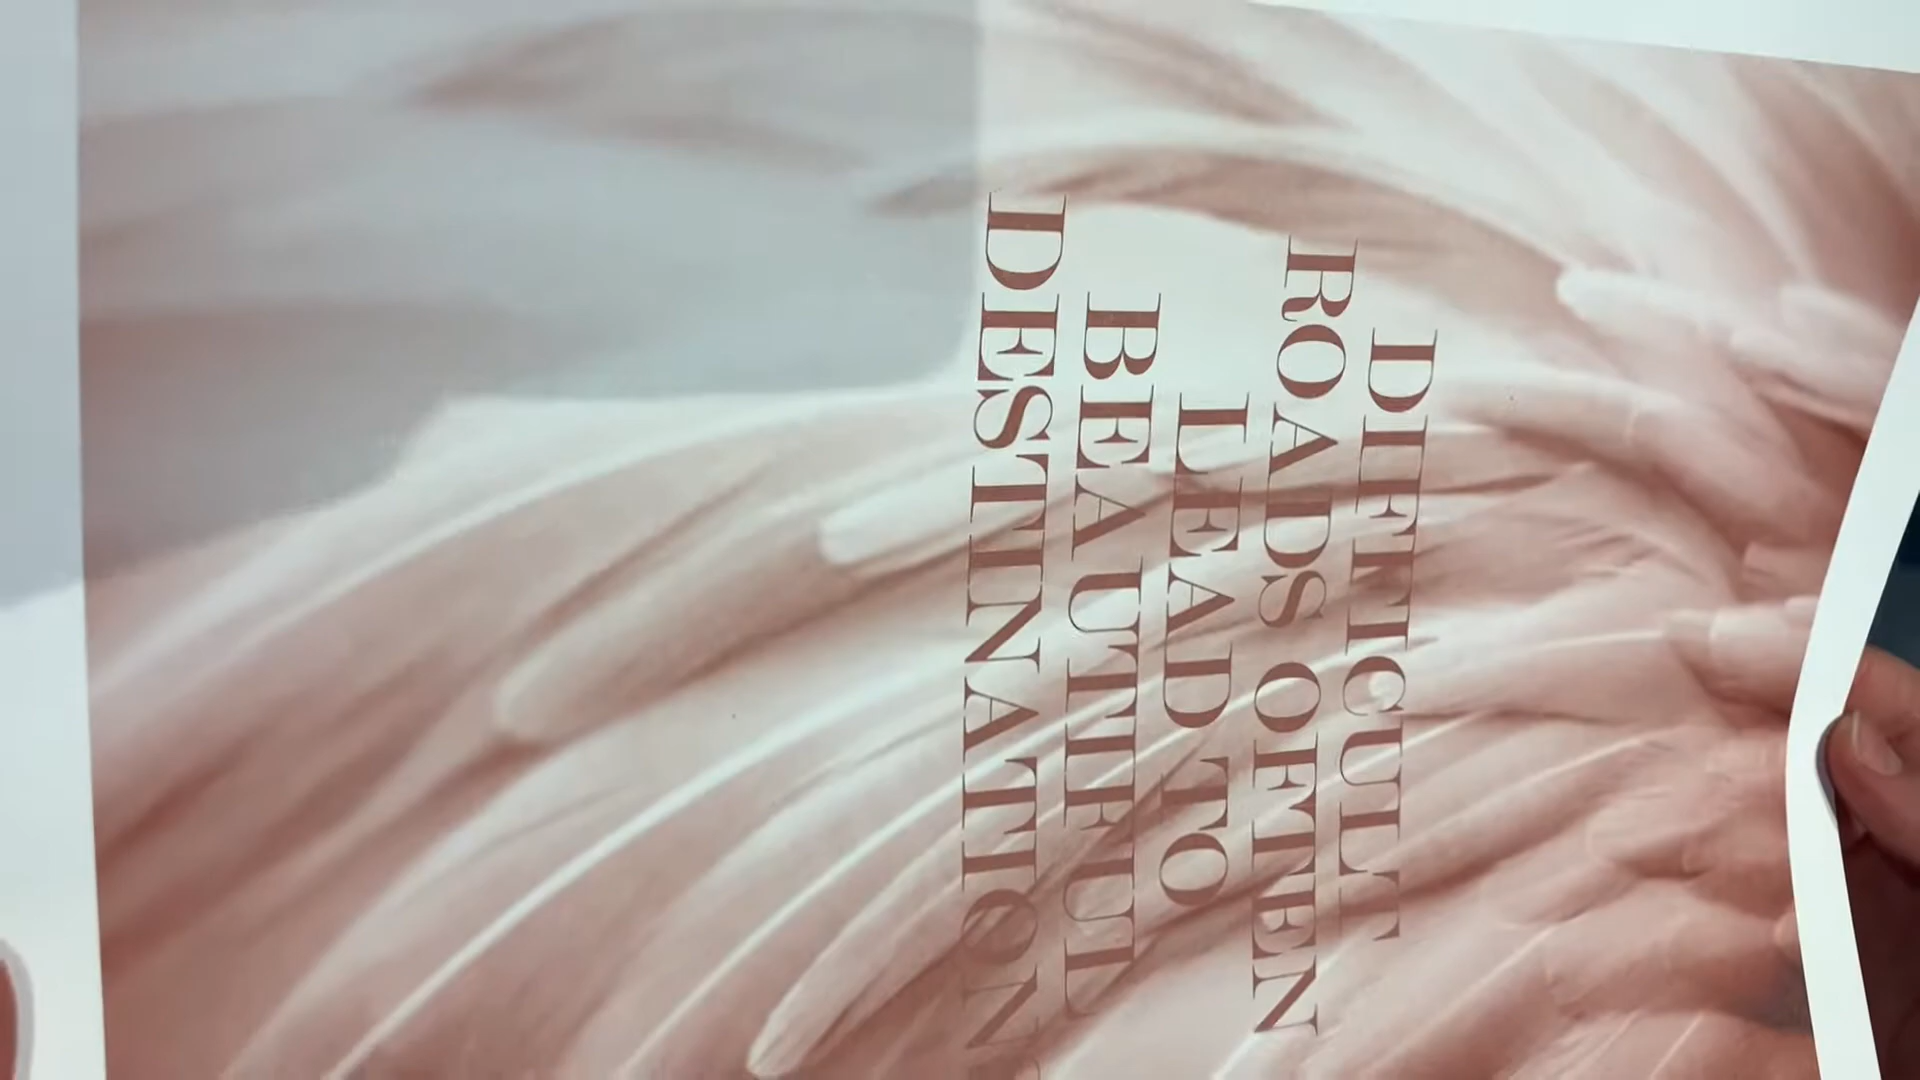 DIFFICULT
ROADS OFTEN
LEAD TO
BEAUTIFUL
DESTINATION